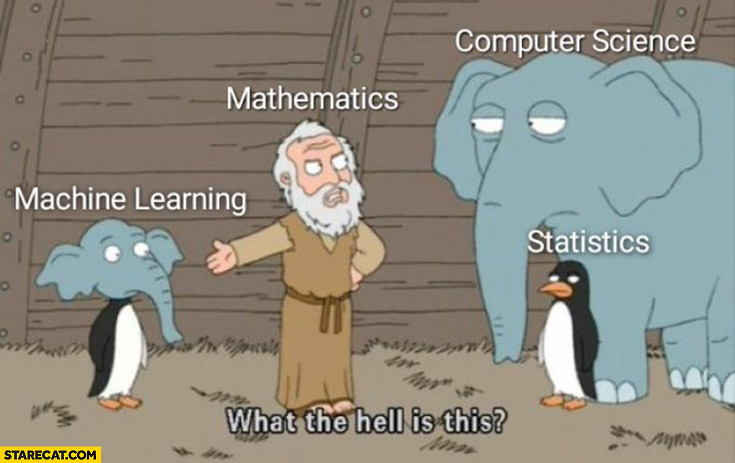 Computer Science
Mathematics
Machine Learning
Statistics
What the hell is this?
STARECAT.COM